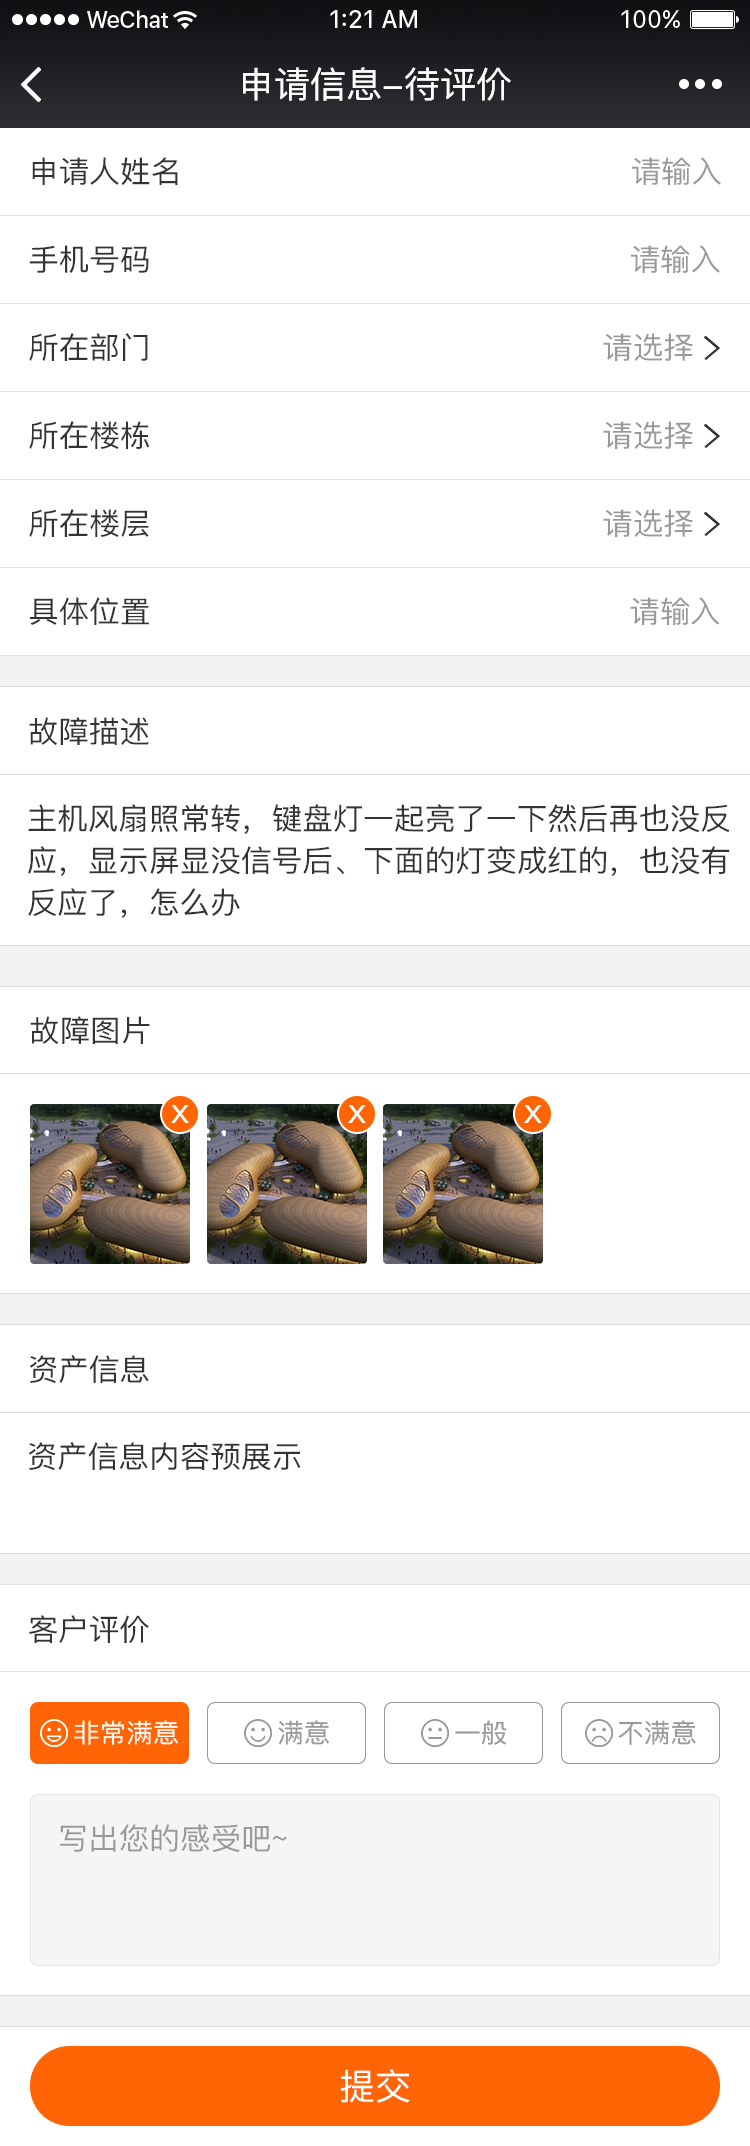 WeChat 1:21 AM 100%
申请信息-待评价
申请人姓名 请输入
手机号码 请输入
所在部门 请选择
所在楼栋 请选择
所在楼层 请选择
具体位置 请输入
故障描述
主机风扇照常转，键盘灯一起亮了一下然后再也没反
应，显示屏显没信号后、下面的灯变成红的，也没有
反应了，怎么办
故障图片
X X X
资产信息
资产信息内容预展示
客户评价
非常满意 满意 一般 不满意
写出您的感受吧~
提交